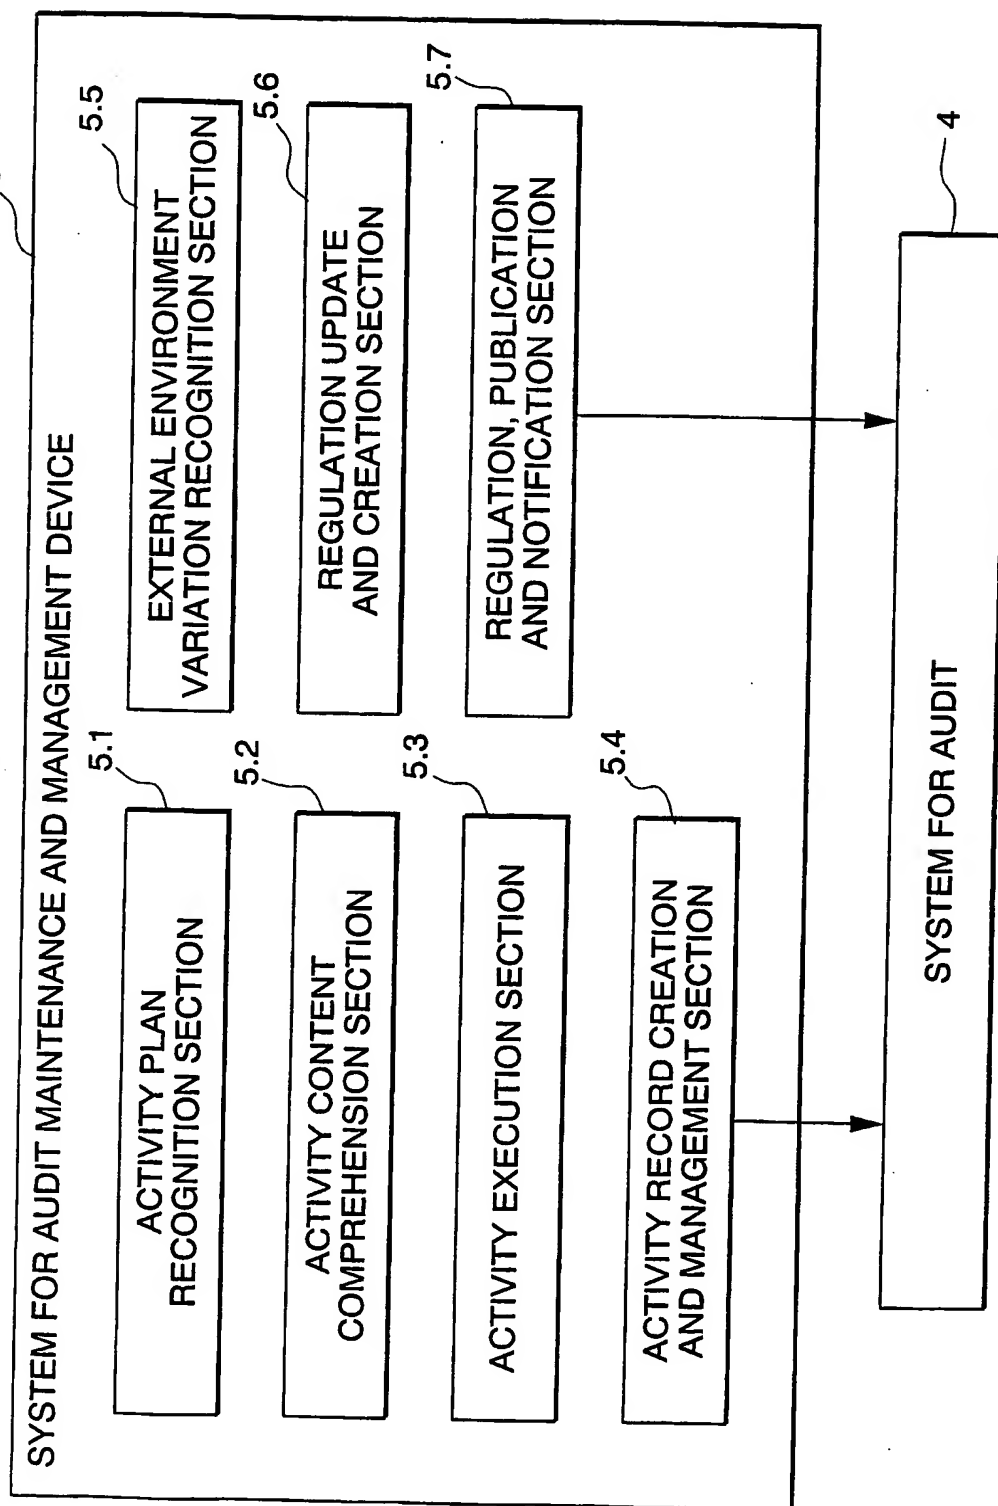 SYSTEM FOR AUDIT MAINTENANCE AND MANAGEMENT DEVICE
5.1
ACTIVITY PLAN
RECOGNITION SECTION
5.2
ACTIVITY CONTENT
COMPREHENSION SECTION
5.3
ACTIVITY EXECUTION SECTION
5.4
ACTIVITY RECORD CREATION
AND MANAGEMENT SECTION
5.5
EXTERNAL ENVIRONMENT
VARIATION RECOGNITION SECTION
5.6
REGULATION UPDATE
AND CREATION SECTION
5.7
REGULATION, PUBLICATION
AND NOTIFICATION SECTION
4
SYSTEM FOR AUDIT